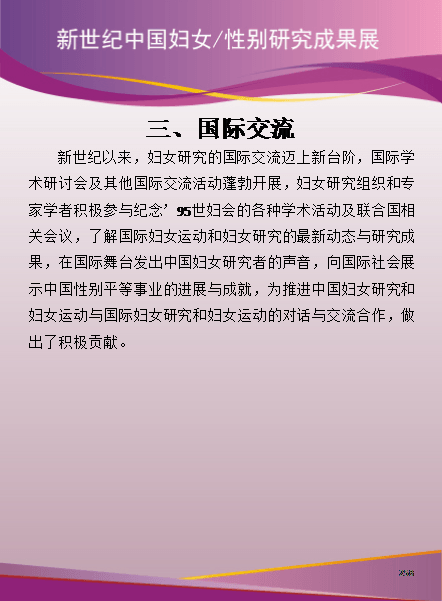 新世纪中国妇女/性别研究成果展
三、国际交流
新世纪以来，妇女研究的国际交流迈上新台阶，国际学
术研讨会及其他国际交流活动蓬勃开展，妇女研究组织和专
家学者积极参与纪念’95世妇会的各种学术活动及联合国相
关会议，了解国际妇女运动和妇女研究的最新动态与研究成
果，在国际舞台发出中国妇女研究者的声音，向国际社会展
示中国性别平等事业的进展与成就，为推进中国妇女研究和
妇女运动与国际妇女研究和妇女运动的对话与交流合作，做
出了积极贡献。